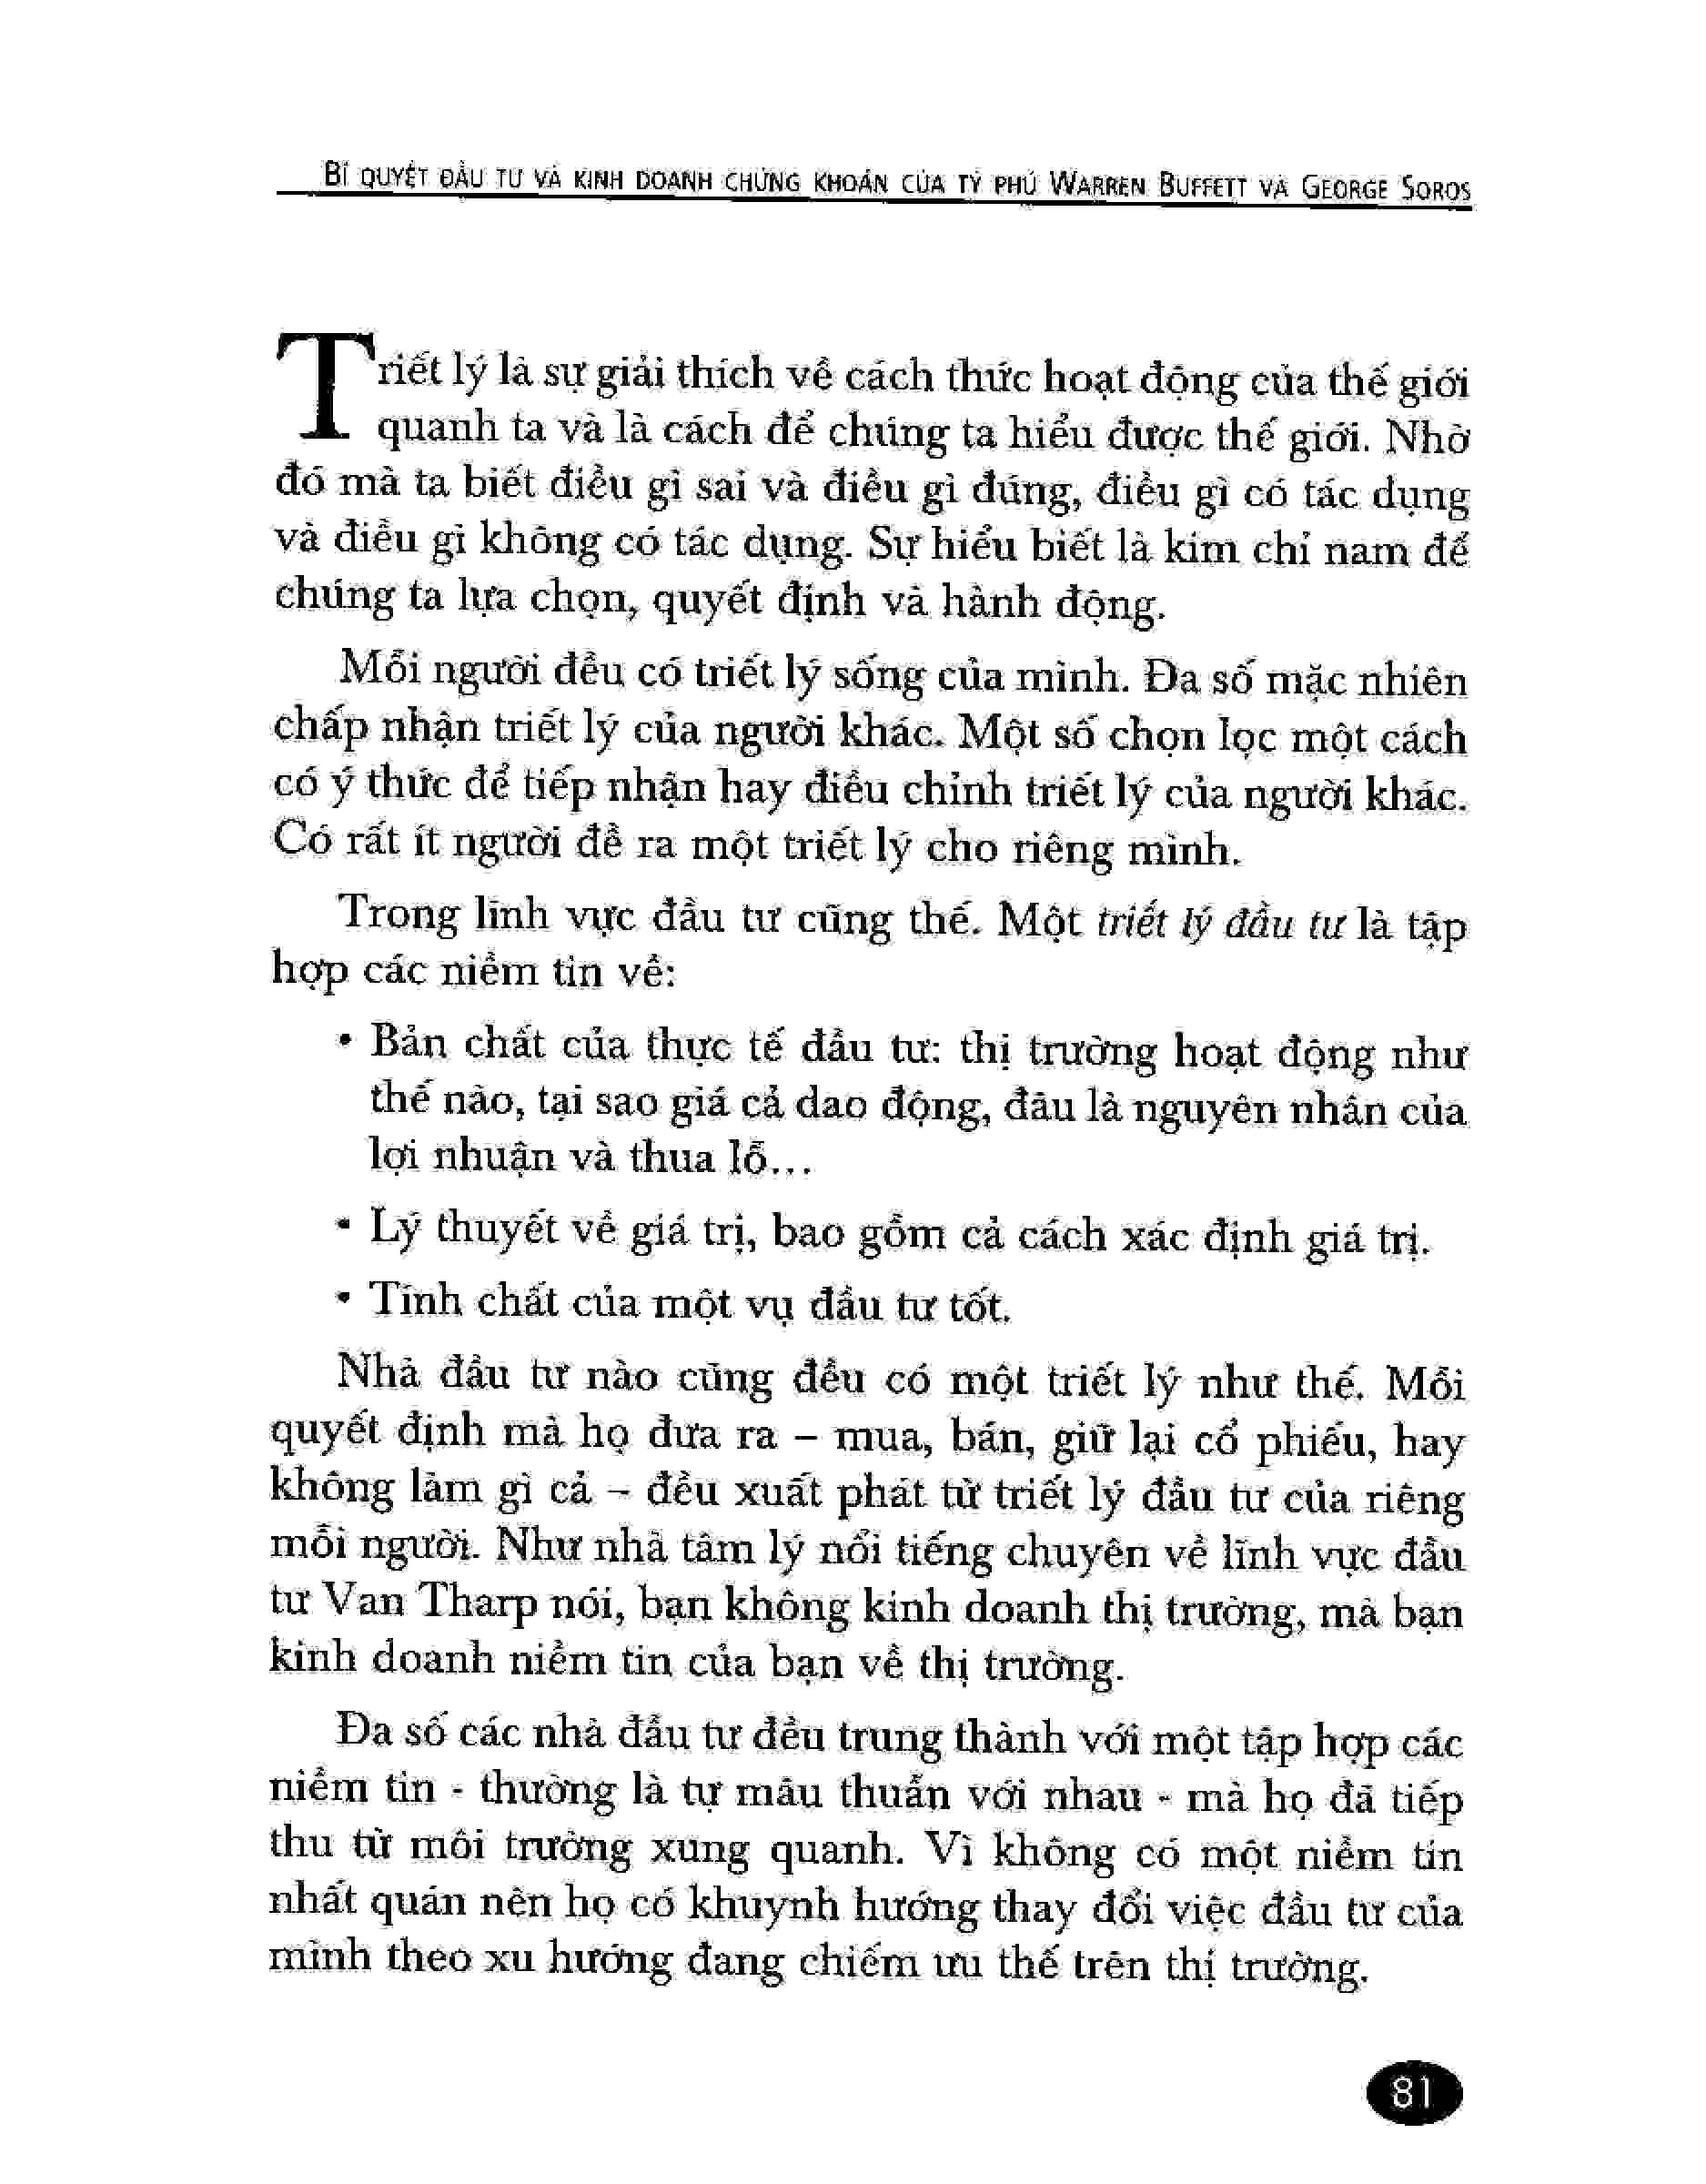 BÍ QUYẾT ĐẦU TƯ VÀ KINH DOANH CHỨNG KHOÁN CỦA TỶ PHÚ WARREN BUFFETT VÀ GEORGE SOROS
Triết lý là sự giải thích về cách thức hoạt động của thế giới
quanh ta và là cách để chúng ta hiểu được thế giới. Nhờ
đó mà ta biết điều gì sai và điều gì đúng, điều gì có tác dụng
và điều gì không có tác dụng. Sự hiểu biết là kim chỉ nam để
chúng ta lựa chọn, quyết định và hành động.
Mỗi người đều có triết lý sống của mình. Đa số mặc nhiên
chấp nhận triết lý của người khác. Một số chọn lọc một cách
có ý thức để tiếp nhận hay điều chỉnh triết lý của người khác.
Có rất ít người đề ra một triết lý cho riêng mình.
Trong lĩnh vực đầu tư cũng thế. Một triết lý đầu tư là tập
hợp các niềm tin về:
• Bản chất của thực tế đầu tư: thị trường hoạt động như
thế nào, tại sao giá cả dao động, đâu là nguyên nhân của
lợi nhuận và thua lỗ...
• Lý thuyết về giá trị, bao gồm cả cách xác định giá trị.
• Tính chất của một vụ đầu tư tốt.
Nhà đầu tư nào cũng đều có một triết lý như thế. Mỗi
quyết định mà họ đưa ra – mua, bán, giữ lại cổ phiếu, hay
không làm gì cả – đều xuất phát từ triết lý đầu tư của riêng
mỗi người. Như nhà tâm lý nổi tiếng chuyên về lĩnh vực đầu
tư Van Tharp nói, bạn không kinh doanh thị trường, mà bạn
kinh doanh niềm tin của bạn về thị trường.
Đa số các nhà đầu tư đều trung thành với một tập hợp các
niềm tin - thường là tự mâu thuẫn với nhau - mà họ đã tiếp
thu từ môi trường xung quanh. Vì không có một niềm tin
nhất quán nên họ có khuynh hướng thay đổi việc đầu tư của
mình theo xu hướng đang chiếm ưu thế trên thị trường.
81